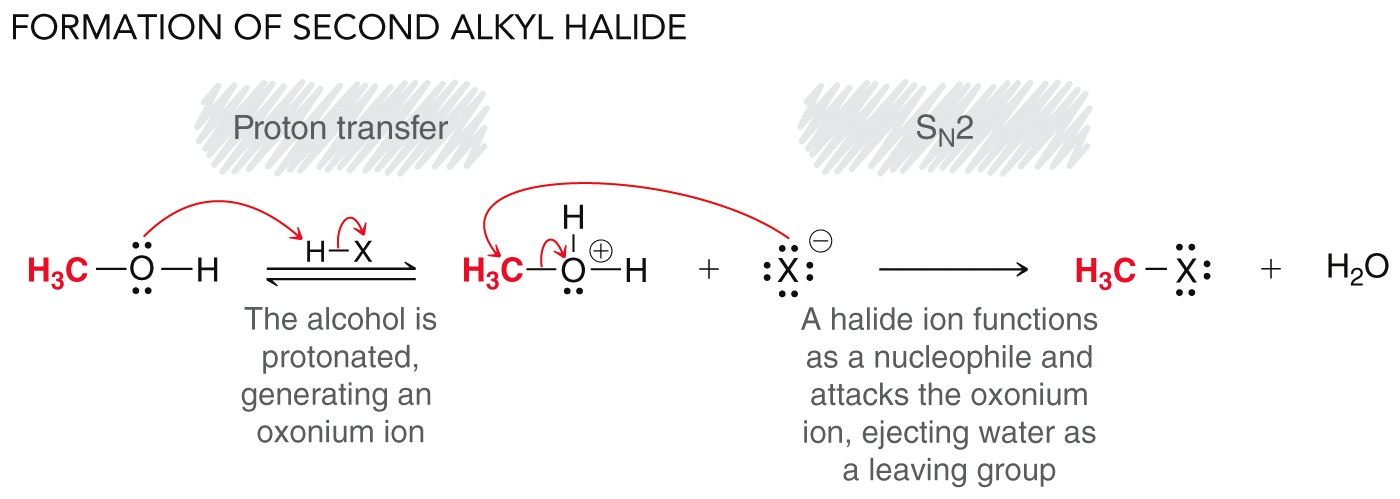 FORMATION OF SECOND ALKYL HALIDE
Proton transfer
SN2
H3C—O—H
H—X
H
H3C—O—H
⊕
+
X
⊖
H3C—X
+
H2O
The alcohol is
protonated,
generating an
oxonium ion
A halide ion functions
as a nucleophile and
attacks the oxonium
ion, ejecting water as
a leaving group